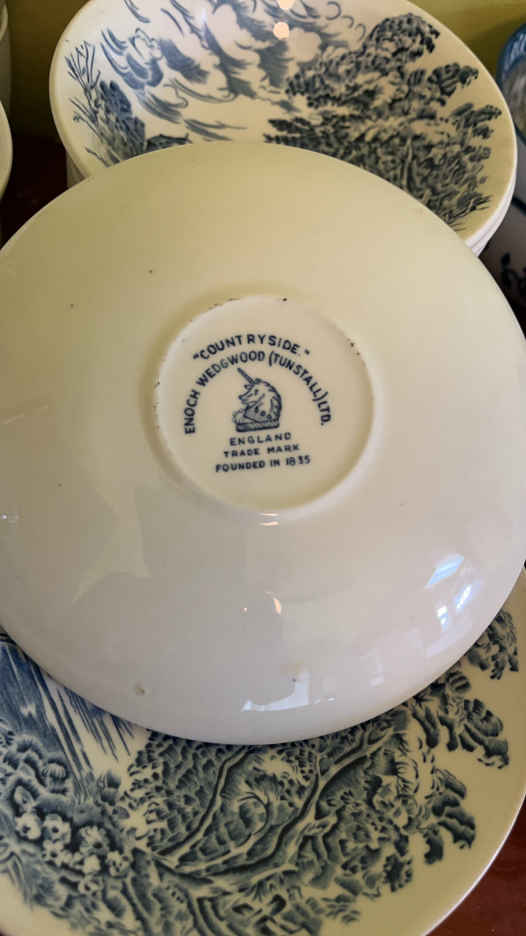 "COUNTRYSIDE."
ENOCH WEDGWOOD (TUNSTALL) LTD.
ENGLAND
TRADE MARK
FOUNDED IN 1835